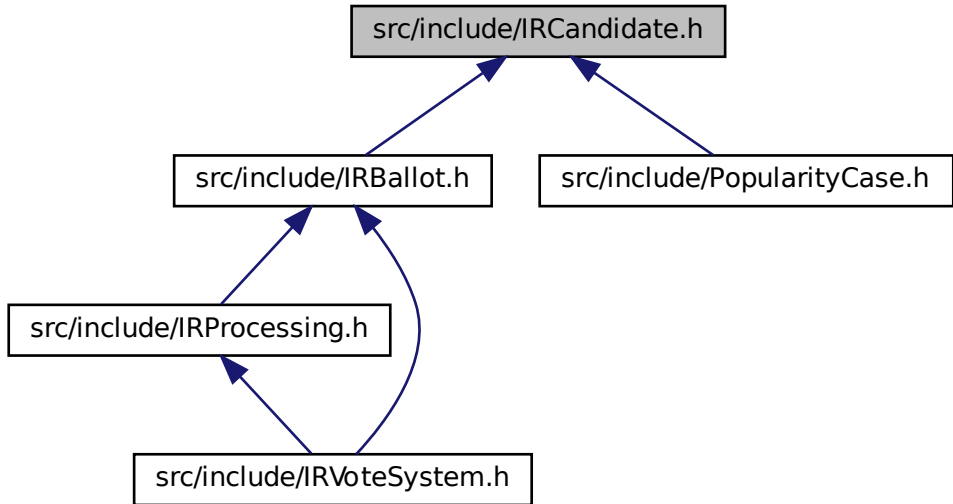 src/include/IRCandidate.h
src/include/IRBallot.h
src/include/PopularityCase.h
src/include/IRProcessing.h
src/include/IRVoteSystem.h